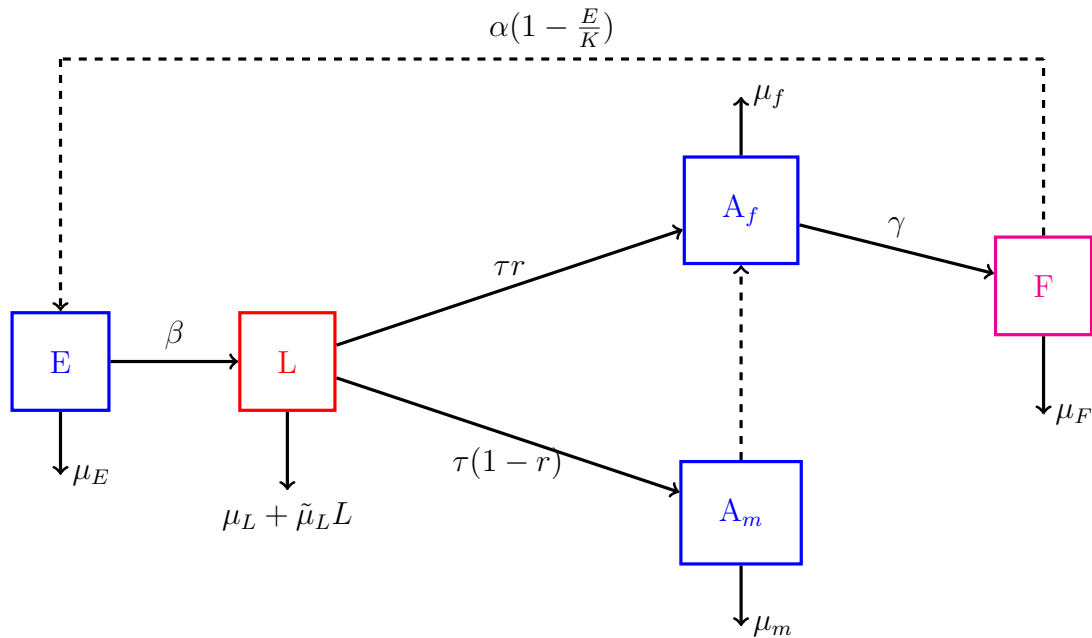 α(1 − E/K)
μ_f
A_f
γ
τr
F
β
E
L
μ_F
τ(1 − r)
μ_E
A_m
μ_L + μ̃_L L
μ_m